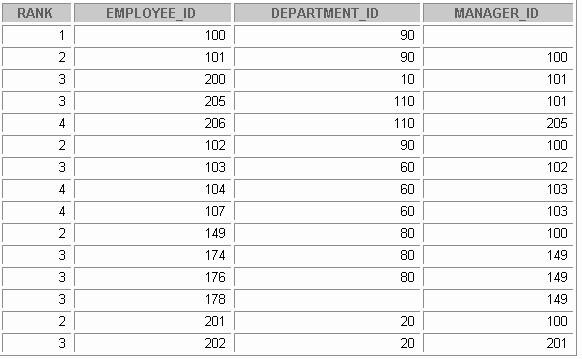 RANK EMPLOYEE_ID DEPARTMENT_ID MANAGER_ID
1 100 90
2 101 90 100
3 200 10 101
3 205 110 101
4 206 110 205
2 102 90 100
3 103 60 102
4 104 60 103
4 107 60 103
2 149 80 100
3 174 80 149
3 176 80 149
3 178 149
2 201 20 100
3 202 20 201